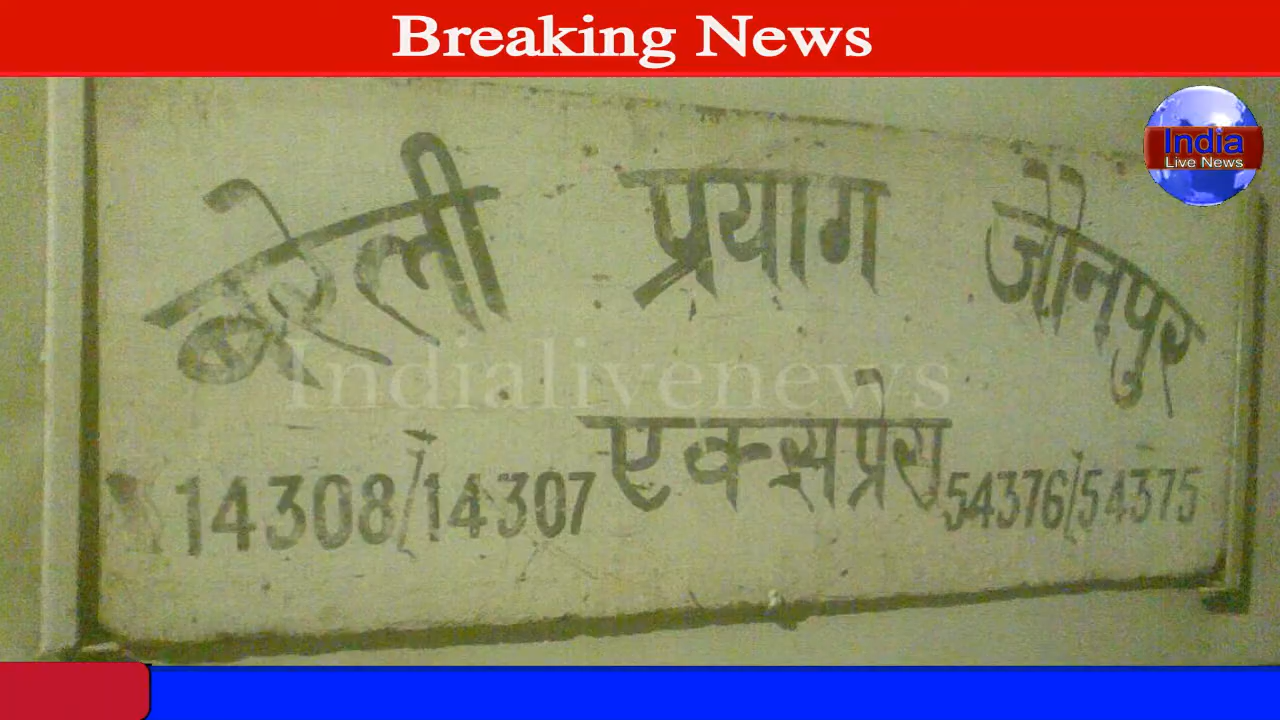 Breaking News
India
Live News
बरेली प्रयाग जौनपुर
Indialivenews
एक्सप्रेस
14308/14307 54376/54375